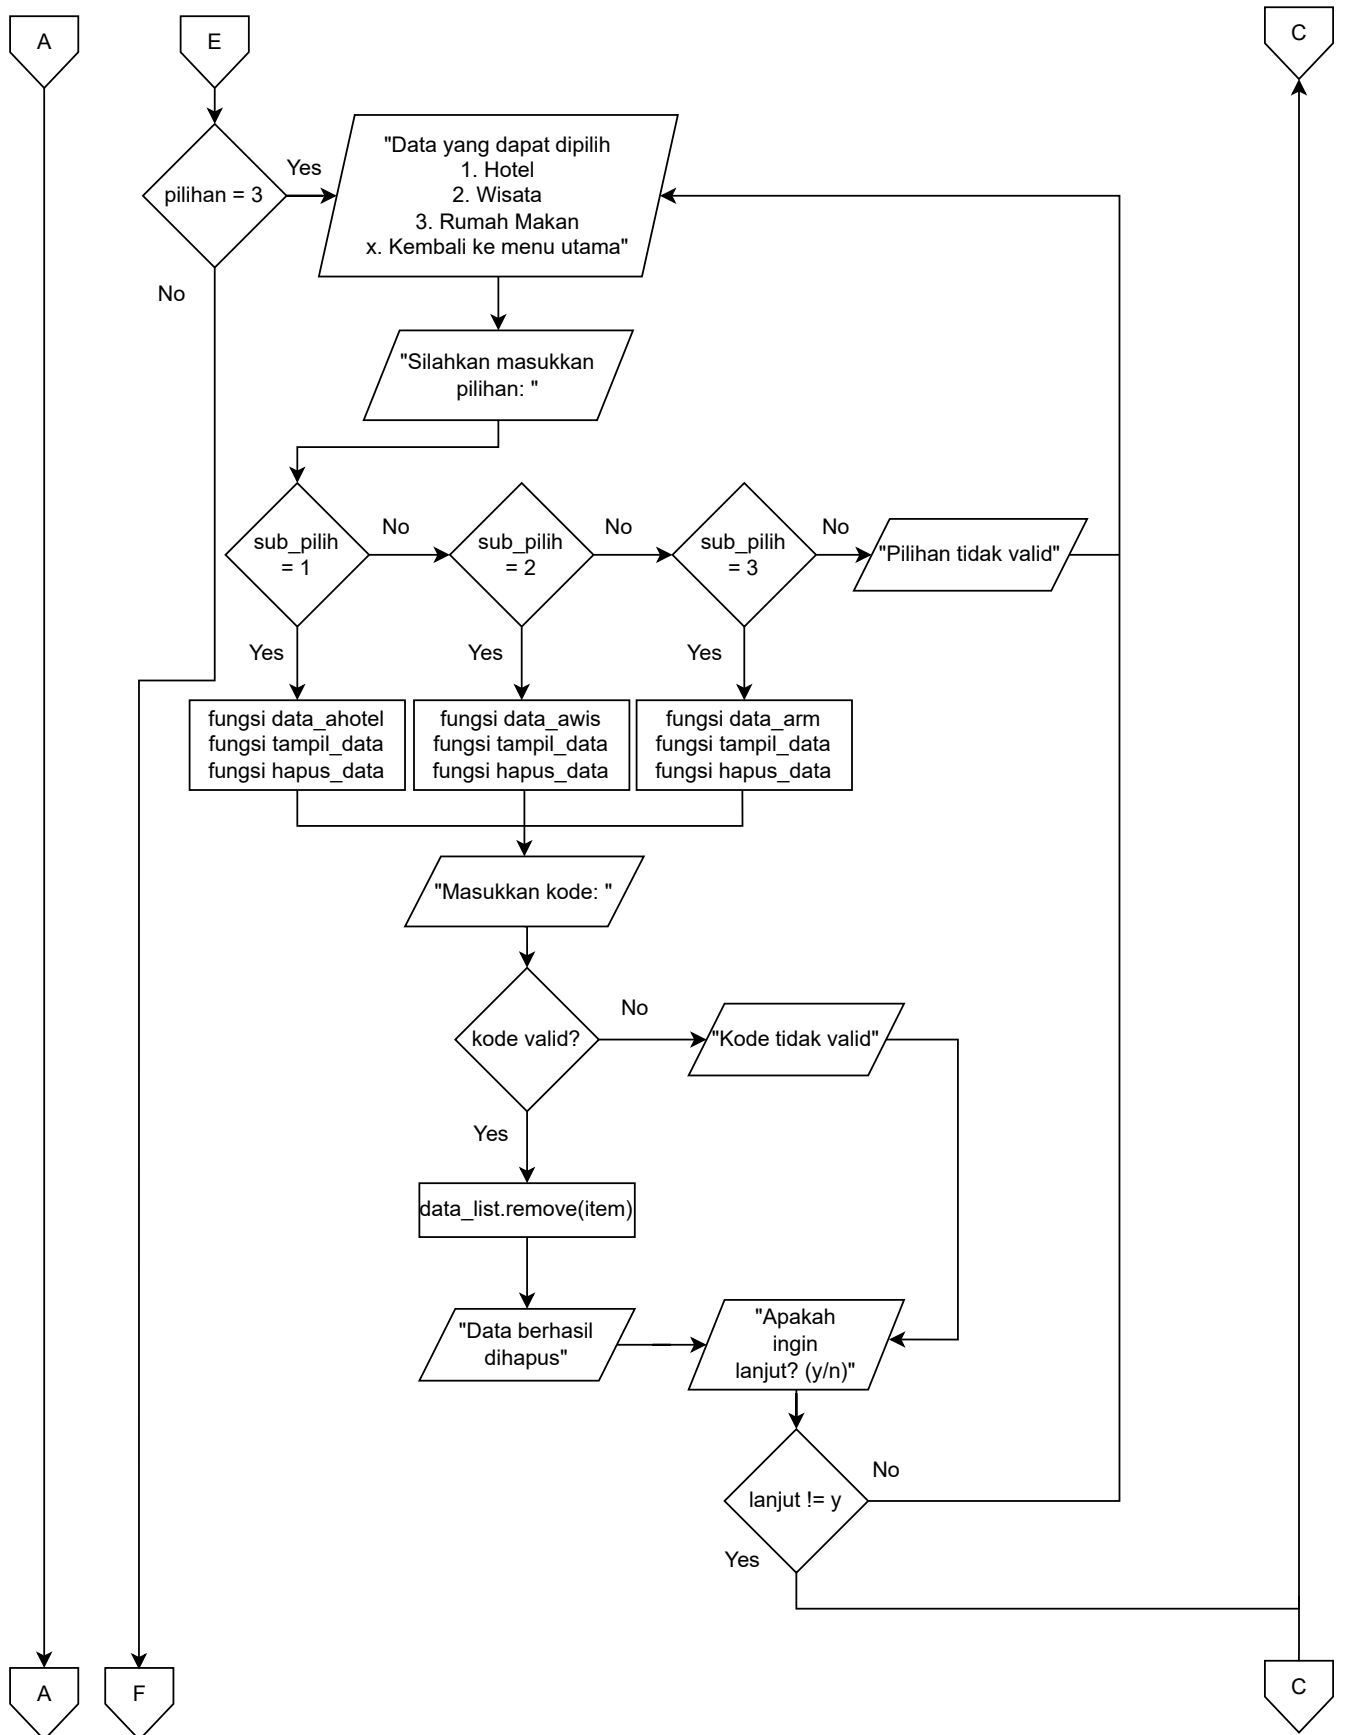 A
E
C
pilihan = 3
Yes
No
"Data yang dapat dipilih
1. Hotel
2. Wisata
3. Rumah Makan
x. Kembali ke menu utama"
"Silahkan masukkan
pilihan: "
sub_pilih
= 1
No
sub_pilih
= 2
No
sub_pilih
= 3
No
"Pilihan tidak valid"
Yes
Yes
Yes
fungsi data_ahotel
fungsi tampil_data
fungsi hapus_data
fungsi data_awis
fungsi tampil_data
fungsi hapus_data
fungsi data_arm
fungsi tampil_data
fungsi hapus_data
"Masukkan kode: "
kode valid?
No
"Kode tidak valid"
Yes
data_list.remove(item)
"Data berhasil
dihapus"
"Apakah
ingin
lanjut? (y/n)"
lanjut != y
No
Yes
A
F
C